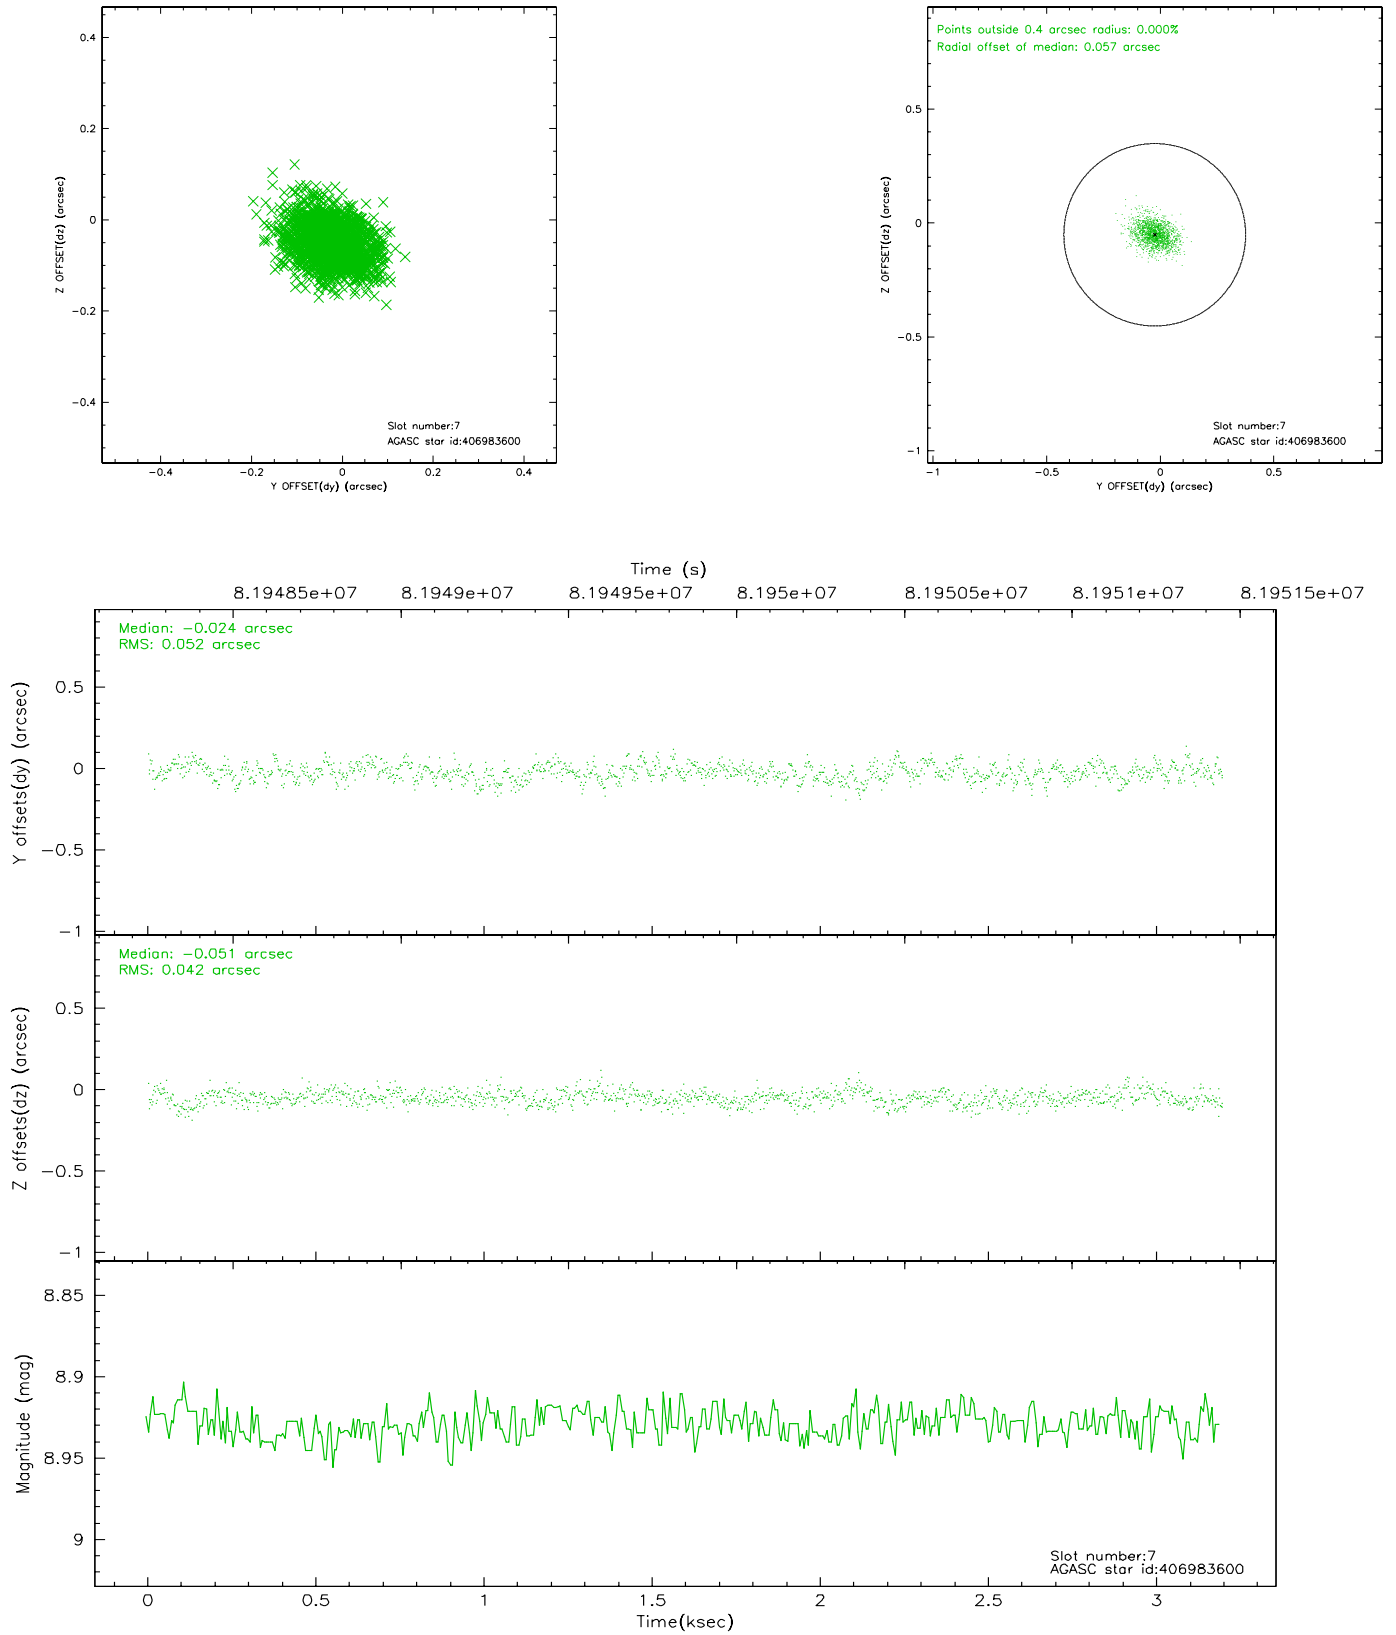 0.4
0.2
0
−0.2
−0.4
Z OFFSET(dz) (arcsec)
Slot number:7
AGASC star id:406983600
−0.4 −0.2 0 0.2 0.4
Y OFFSET(dy) (arcsec)
Points outside 0.4 arcsec radius: 0.000%
Radial offset of median: 0.057 arcsec
0.5
0
−0.5
−1
Z OFFSET(dz) (arcsec)
Slot number:7
AGASC star id:406983600
−1 −0.5 0 0.5
Y OFFSET(dy) (arcsec)
Time (s)
8.19485e+07 8.1949e+07 8.19495e+07 8.195e+07 8.19505e+07 8.1951e+07 8.19515e+07
Median: −0.024 arcsec
RMS: 0.052 arcsec
0.5
0
−0.5
−1
Y offsets(dy) (arcsec)
Median: −0.051 arcsec
RMS: 0.042 arcsec
0.5
0
−0.5
−1
Z offsets(dz) (arcsec)
8.85
8.9
8.95
9
Magnitude (mag)
Slot number:7
AGASC star id:406983600
0 0.5 1 1.5 2 2.5 3
Time(ksec)